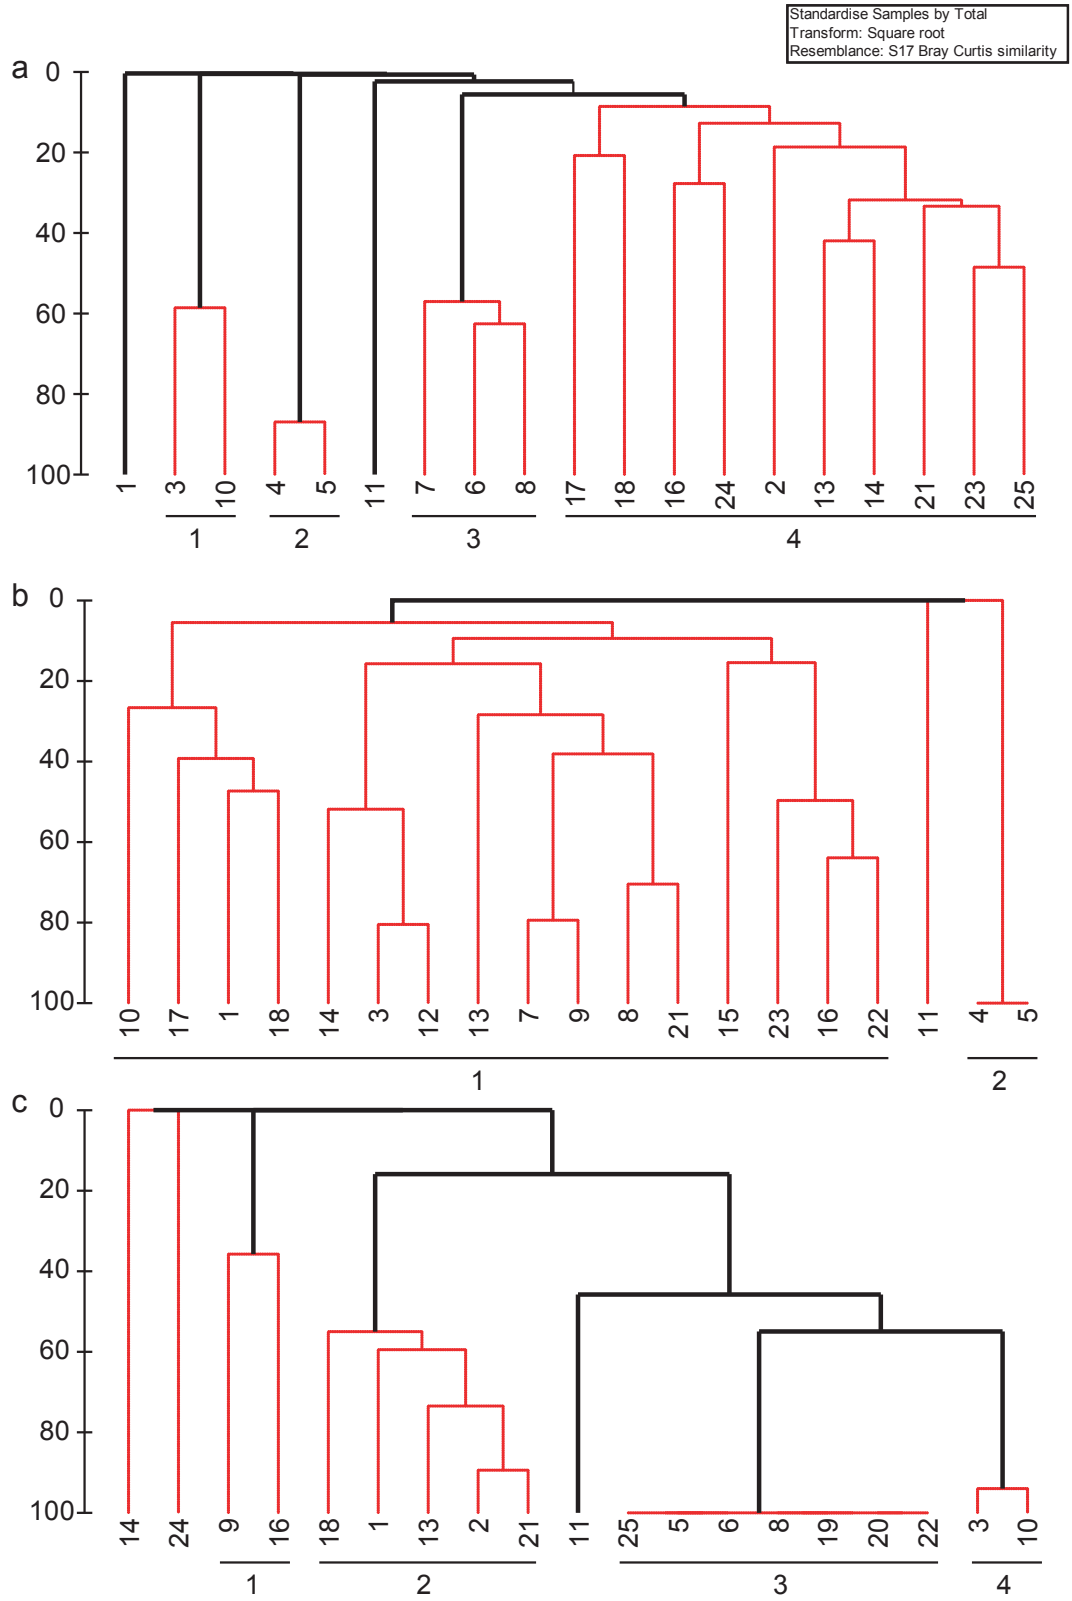 Standardise Samples by Total
Transform: Square root
Resemblance: S17 Bray Curtis similarity
a
0
20
40
60
80
100
1 3 10 4 5 11 7 6 8 17 18 16 24 2 13 14 21 23 25
1 2 3 4
b
0
20
40
60
80
100
10 17 1 18 14 3 12 13 7 9 8 21 15 23 16 22 11 4 5
1 2
c
0
20
40
60
80
100
14 24 9 16 18 1 13 2 21 11 25 5 6 8 19 20 22 3 10
1 2 3 4